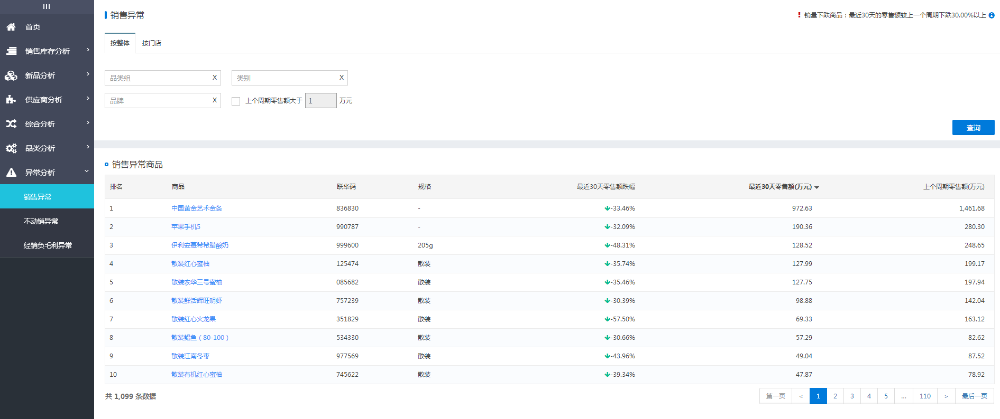 首页
销售库存分析
新品分析
供应商分析
综合分析
品类分析
异常分析
销售异常
不动销异常
经销负毛利异常
销售异常
! 销量下跌商品：最近30天的零售额较上一个周期下跌30.00%以上
按整体 按门店
品类组 X 类别 X
品牌 X 上个周期零售额大于 1 万元
查询
销售异常商品
排名 商品 联华码 规格 最近30天零售额跌幅 最近30天零售额(万元) 上个周期零售额(万元)
1 中国黄金艺术金条 836830 - -33.46% 972.63 1,461.68
2 苹果手机5 990787 - -32.09% 190.36 280.30
3 伊利安慕希希腊酸奶 999600 205g -48.31% 128.52 248.65
4 散装红心蜜柚 125474 散装 -35.74% 127.99 199.17
5 散装农华三号蜜柚 085682 散装 -35.46% 127.75 197.94
6 散装鲜活辉旺明虾 757239 散装 -30.39% 98.88 142.04
7 散装红心火龙果 351829 散装 -57.50% 69.33 163.12
8 散装鲳鱼（80-100） 534330 散装 -30.66% 57.29 82.62
9 散装江南冬枣 977569 散装 -43.96% 49.04 87.52
10 散装有机红心蜜柚 745622 散装 -39.34% 47.87 78.92
共 1,099 条数据
第一页 < 1 2 3 4 5 ... 110 > 最后一页